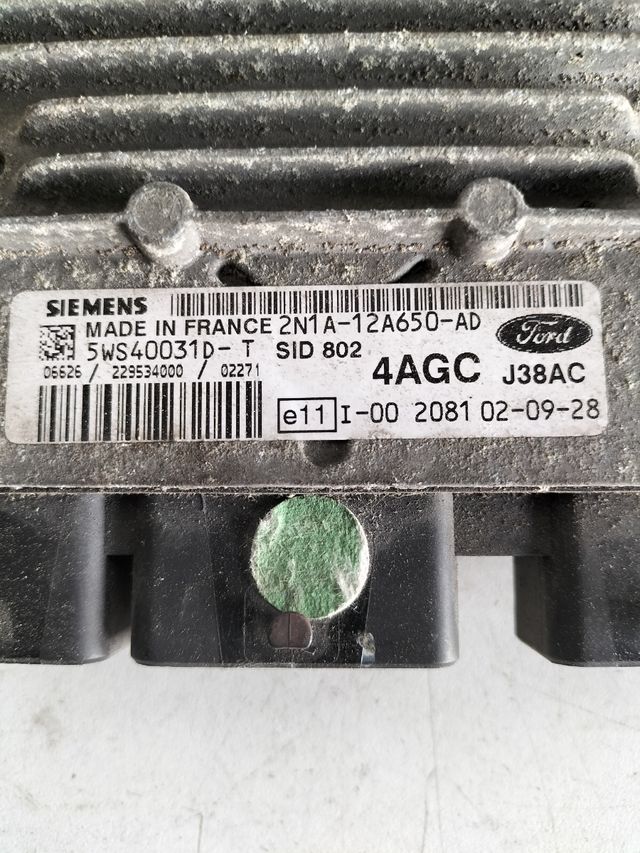 SIEMENS
MADE IN FRANCE 2N1A-12A650-AD
Ford
5WS40031D-T SID 802
06626 / 229534000 / 02271
4AGC J38AC
e11 I-00 2081 02-09-28